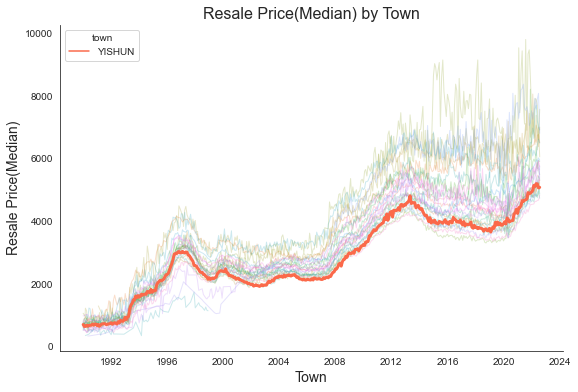 Resale Price(Median) by Town
town
YISHUN
Resale Price(Median)
10000
8000
6000
4000
2000
0
1992 1996 2000 2004 2008 2012 2016 2020 2024
Town